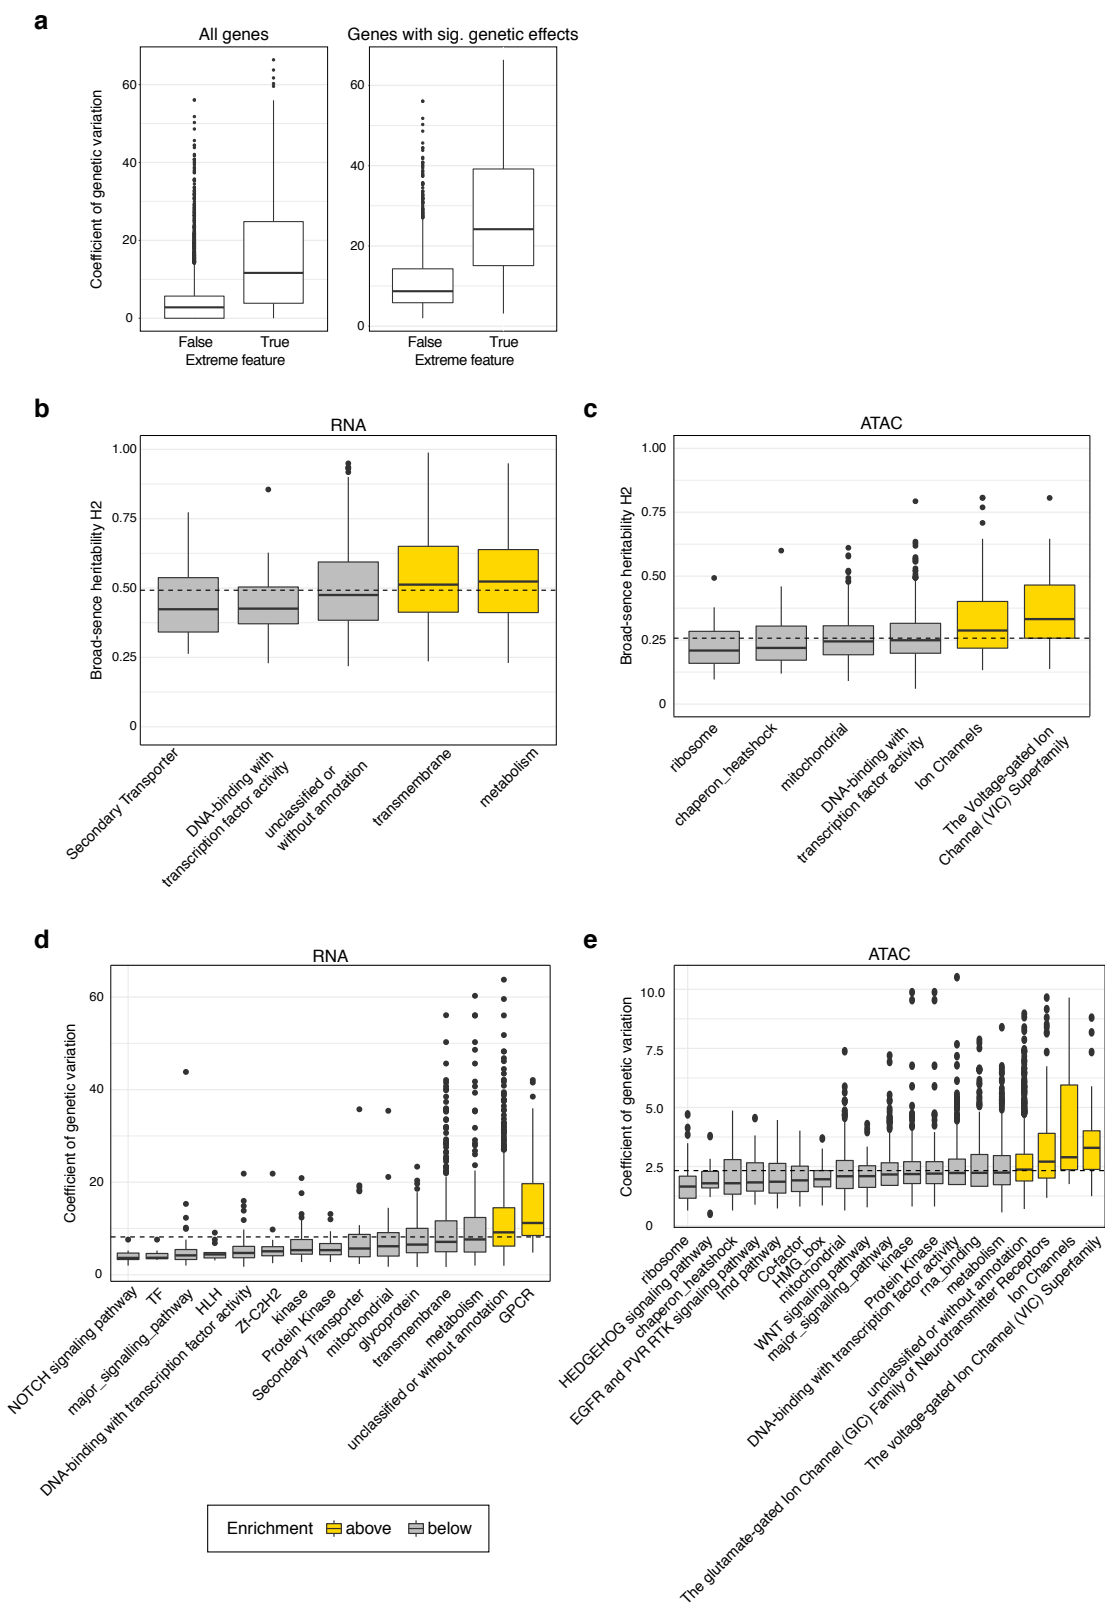 a
All genes
Genes with sig. genetic effects
Coefficient of genetic variation
60
40
20
0
60
40
20
0
False
True
False
True
Extreme feature
Extreme feature
b
RNA
Broad-sence heritability H2
1.00
0.75
0.50
0.25
0
Secondary Transporter
DNA-binding with
transcription factor activity
unclassified or
without annotation
transmembrane
metabolism
c
ATAC
Broad-sence heritability H2
1.00
0.75
0.50
0.25
0
ribosome
chaperon_heatshock
mitochondrial
DNA-binding with
transcription factor activity
Ion Channels
The Voltage-gated Ion
Channel (VIC) Superfamily
d
RNA
Coefficient of genetic variation
60
40
20
0
NOTCH signaling pathway
TF
major_signalling_pathway
HLH
DNA-binding with transcription factor activity
Zf-C2H2
kinase
Protein Kinase
Secondary Transporter
mitochondrial
glycoprotein
transmembrane
metabolism
unclassified or without annotation
GPCR
e
ATAC
Coefficient of genetic variation
10.0
7.5
5.0
2.5
0
ribosome
HEDGEHOG signaling pathway
chaperon_heatshock
EGFR and PVR RTK signaling pathway
Imd pathway
Co-factor
HMG_box
mitochondrial
WNT signaling pathway
major_signalling_pathway
kinase
Protein Kinase
DNA-binding with transcription factor activity
rna_binding
metabolism
unclassified or without annotation
The glutamate-gated Ion Channel (GIC) Family of Neurotransmitter Receptors
Ion Channels
The voltage-gated Ion Channel (VIC) Superfamily
Enrichment
above
below